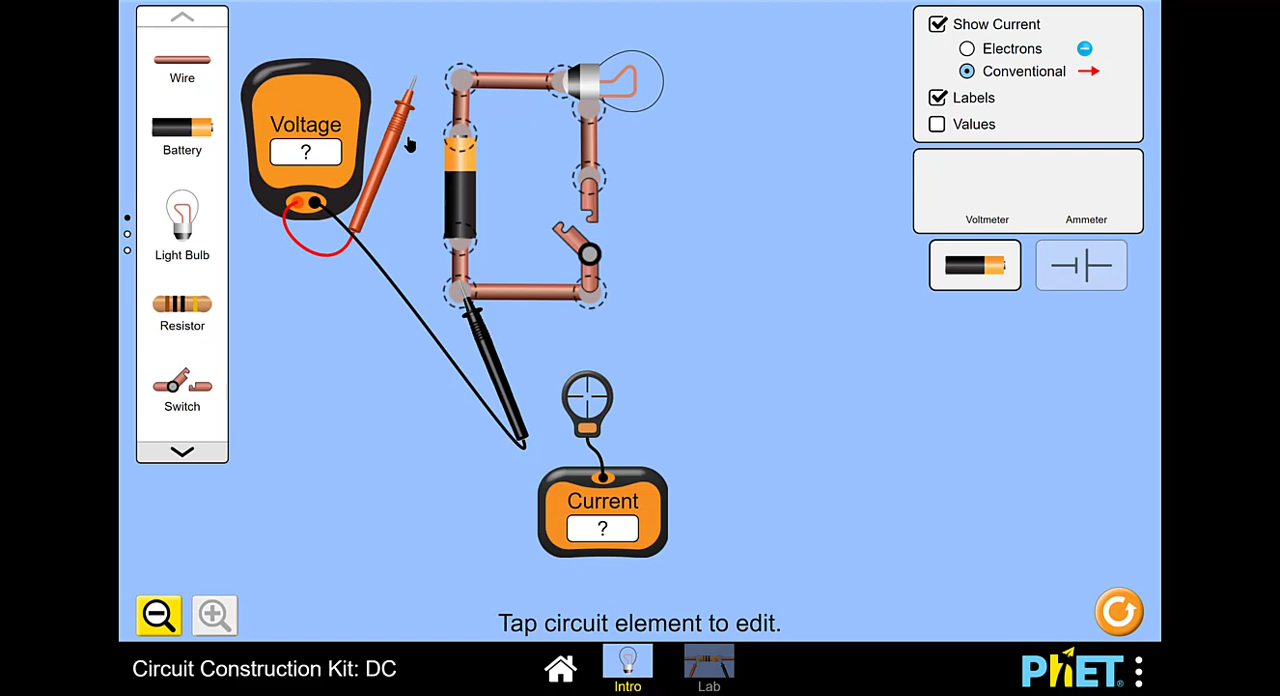 Wire
Battery
Light Bulb
Resistor
Switch
Voltage
?
Current
?
Show Current
Electrons
Conventional
Labels
Values
Voltmeter
Ammeter
Tap circuit element to edit.
Circuit Construction Kit: DC
Intro
Lab
PhET